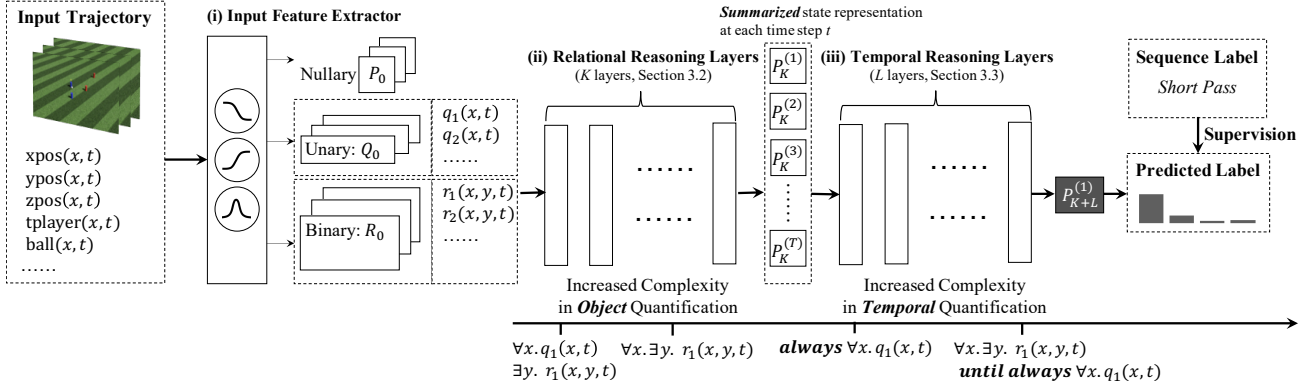 Input Trajectory
xpos(x, t)
ypos(x, t)
zpos(x, t)
tplayer(x, t)
ball(x, t)
……
(i) Input Feature Extractor
Nullary
P₀
Unary: Q₀
q₁(x, t)
q₂(x, t)
……
Binary: R₀
r₁(x, y, t)
r₂(x, y, t)
……
(ii) Relational Reasoning Layers
(K layers, Section 3.2)
……
……
Increased Complexity
in Object Quantification
Summarized state representation
at each time step t
P_K^(1)
P_K^(2)
P_K^(3)
……
P_K^(T)
(iii) Temporal Reasoning Layers
(L layers, Section 3.3)
……
……
Increased Complexity
in Temporal Quantification
P_{K+L}^(1)
Sequence Label
Short Pass
Supervision
Predicted Label
∀x. q₁(x, t)
∃y. r₁(x, y, t)
∀x. ∃y. r₁(x, y, t)
always ∀x. q₁(x, t)
∀x. ∃y. r₁(x, y, t)
until always ∀x. q₁(x, t)